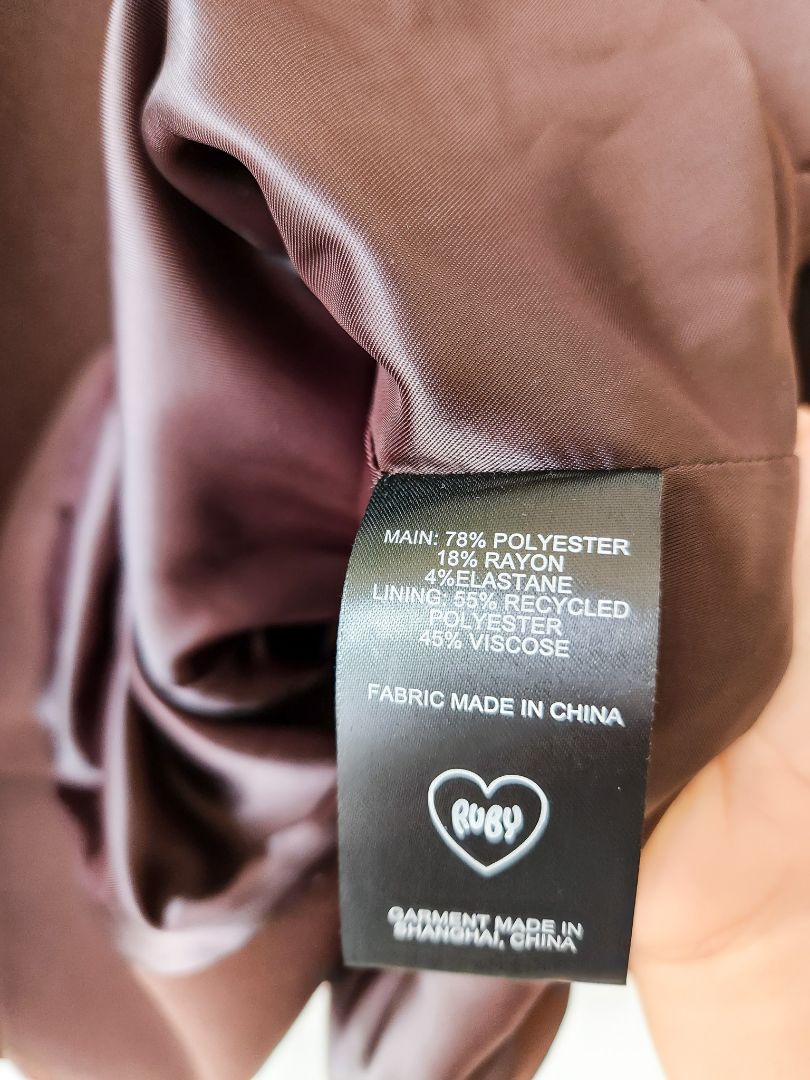 MAIN: 78% POLYESTER
18% RAYON
4%ELASTANE
LINING: 55% RECYCLED
POLYESTER
45% VISCOSE
FABRIC MADE IN CHINA
RUBY
GARMENT MADE IN
SHANGHAI, CHINA